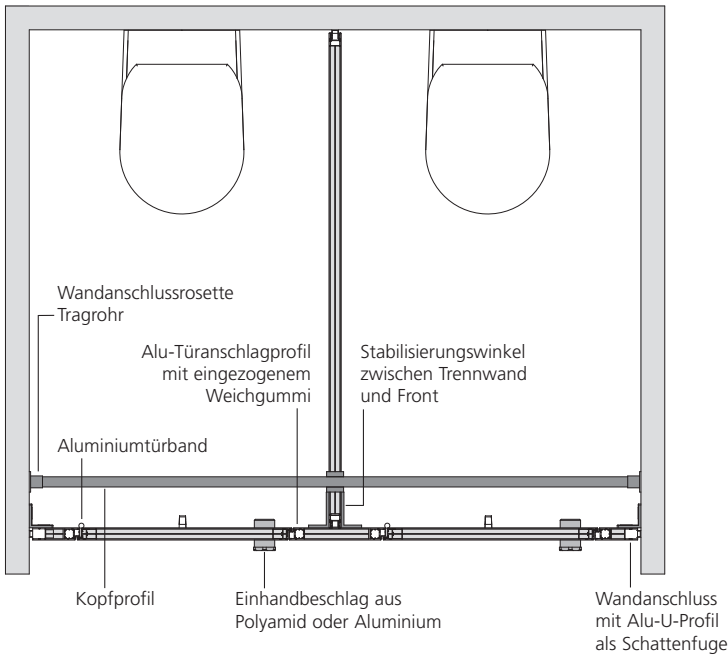 Wandanschlussrosette
Tragrohr
Alu-Türanschlagprofil
mit eingezogenem
Weichgummi
Stabilisierungswinkel
zwischen Trennwand
und Front
Aluminiumtürband
Kopfprofil
Einhandbeschlag aus
Polyamid oder Aluminium
Wandanschluss
mit Alu-U-Profil
als Schattenfuge